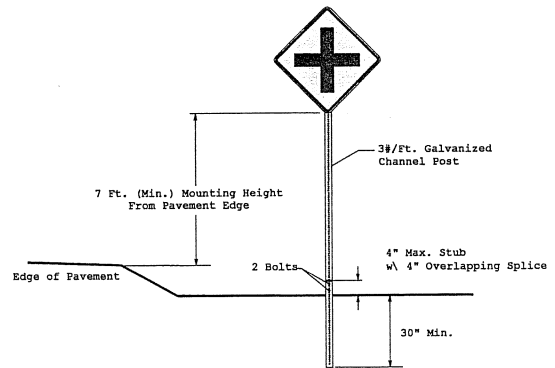 3#/Ft. Galvanized
Channel Post
7 Ft. (Min.) Mounting Height
From Pavement Edge
4" Max. Stub
w\ 4" Overlapping Splice
2 Bolts
Edge of Pavement
30" Min.